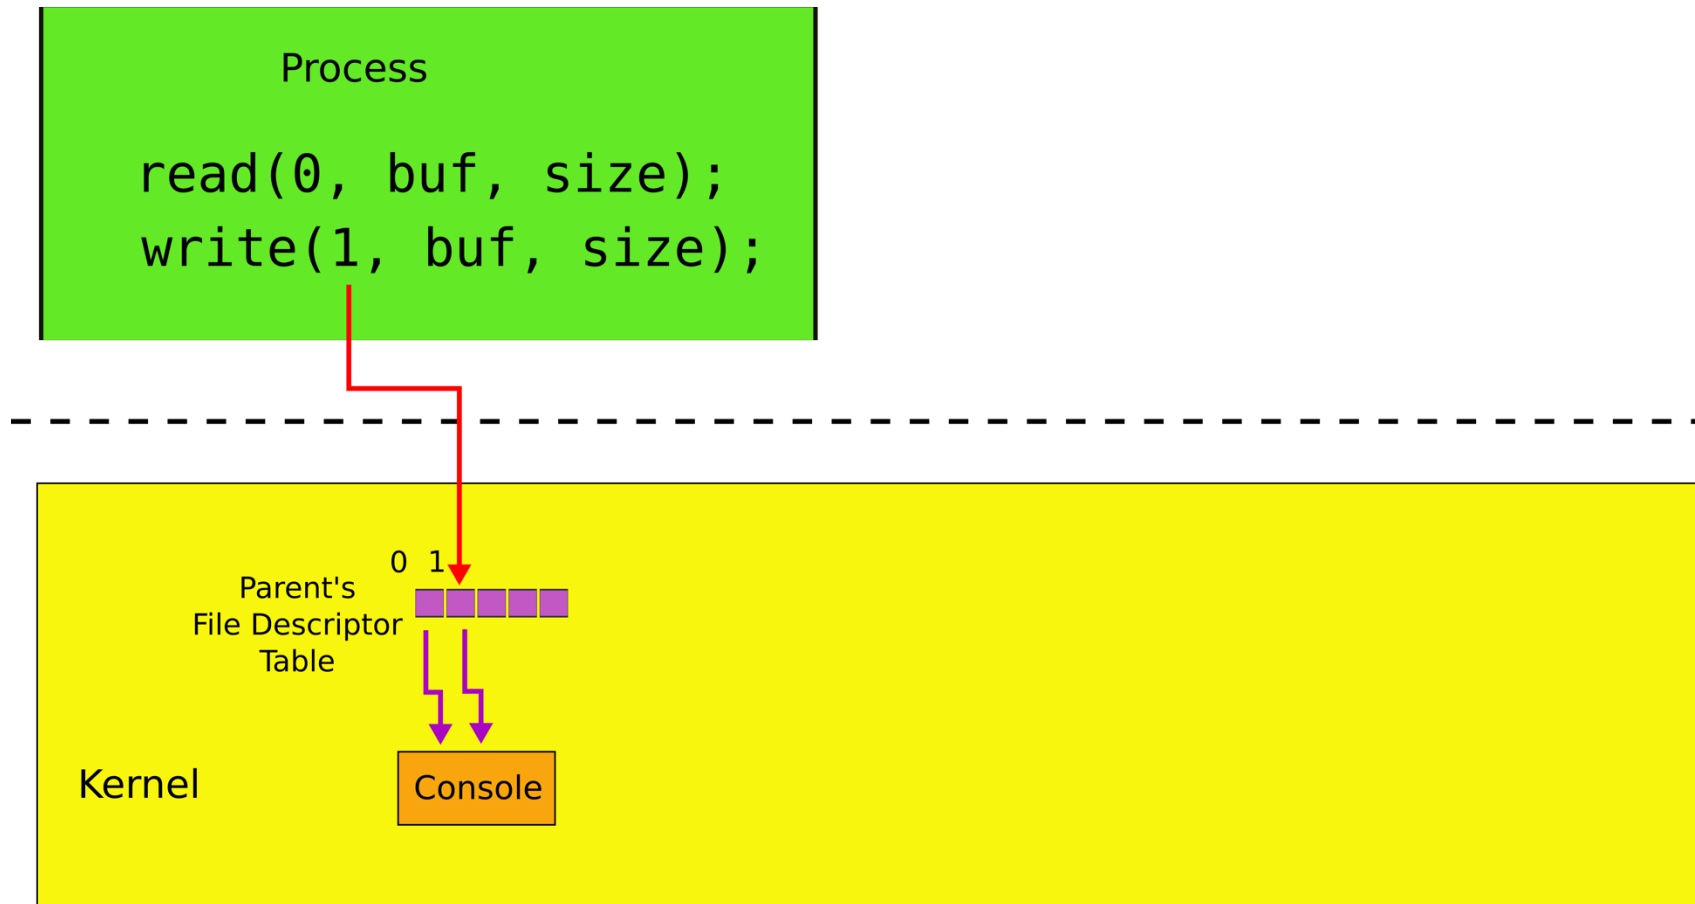 Process
read(0, buf, size);
write(1, buf, size);
0 1
Parent's
File Descriptor
Table
Kernel
Console